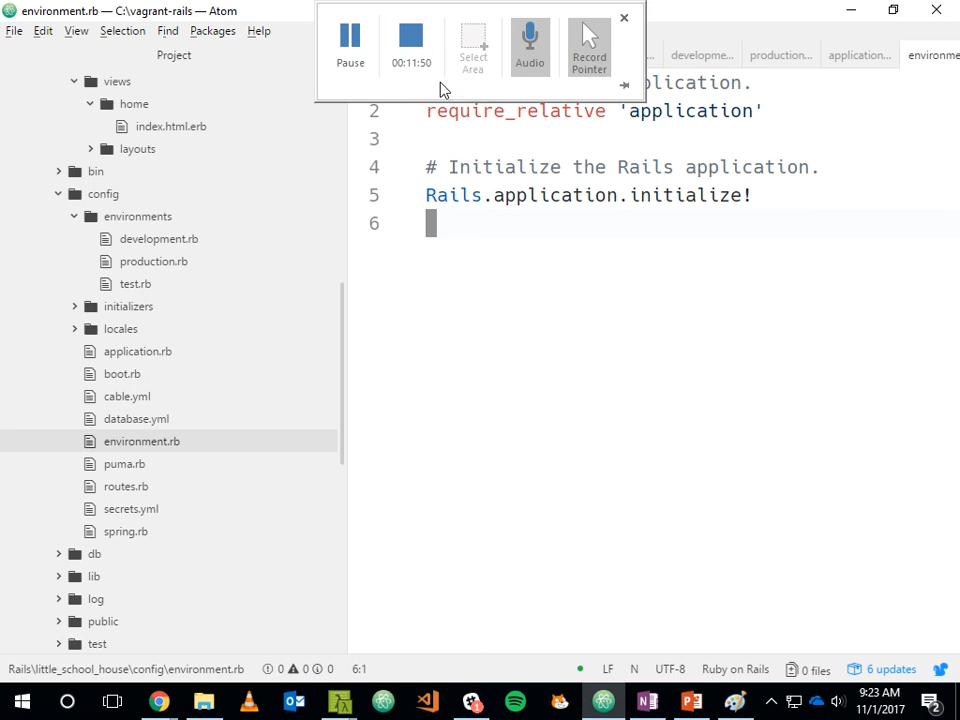 environment.rb — C:\vagrant-rails — Atom
File Edit View Selection Find Packages Help
Pause
00:11:50
Select Area
Audio
Record Pointer
Project
developme...
production...
application...
environme
views
home
index.html.erb
layouts
bin
config
environments
development.rb
production.rb
test.rb
initializers
locales
application.rb
boot.rb
cable.yml
database.yml
environment.rb
puma.rb
routes.rb
secrets.yml
spring.rb
db
lib
log
public
test
plication.
2 require_relative 'application'
3
4 # Initialize the Rails application.
5 Rails.application.initialize!
6
Rails\little_school_house\config\environment.rb 0 0 0 6:1 LF N UTF-8 Ruby on Rails 0 files 6 updates
9:23 AM
11/1/2017
2